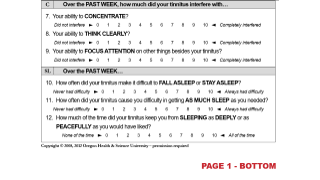 C Over the PAST WEEK, how much did your tinnitus interfere with...
7. Your ability to CONCENTRATE?
Did not interfere ► 0 1 2 3 4 5 6 7 8 9 10 ◄ Completely interfered
8. Your ability to THINK CLEARLY?
Did not interfere ► 0 1 2 3 4 5 6 7 8 9 10 ◄ Completely interfered
9. Your ability to FOCUS ATTENTION on other things besides your tinnitus?
Did not interfere ► 0 1 2 3 4 5 6 7 8 9 10 ◄ Completely interfered
SL Over the PAST WEEK...
10. How often did your tinnitus make it difficult to FALL ASLEEP or STAY ASLEEP?
Never had difficulty ► 0 1 2 3 4 5 6 7 8 9 10 ◄ Always had difficulty
11. How often did your tinnitus cause you difficulty in getting AS MUCH SLEEP as you needed?
Never had difficulty ► 0 1 2 3 4 5 6 7 8 9 10 ◄ Always had difficulty
12. How much of the time did your tinnitus keep you from SLEEPING as DEEPLY or as
PEACEFULLY as you would have liked?
None of the time ► 0 1 2 3 4 5 6 7 8 9 10 ◄ All of the time
Copyright © 2008, 2012 Oregon Health & Science University – permission required
PAGE 1 - BOTTOM